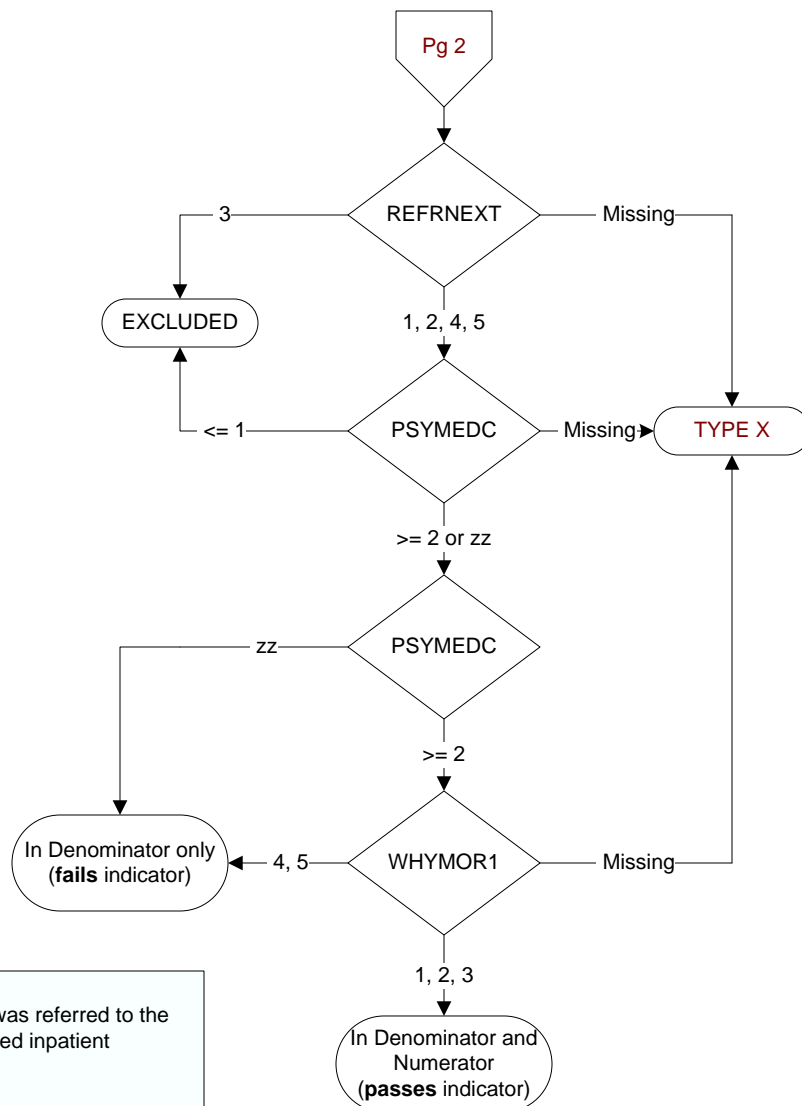 Pg 2
REFRNEXT
3
Missing
EXCLUDED
1, 2, 4, 5
<= 1
PSYMEDC
Missing
TYPE X
>= 2 or zz
PSYMEDC
zz
>= 2
In Denominator only
(fails indicator)
4, 5
WHYMOR1
Missing
1, 2, 3
In Denominator and
Numerator
(passes indicator)
was referred to the
inpatient